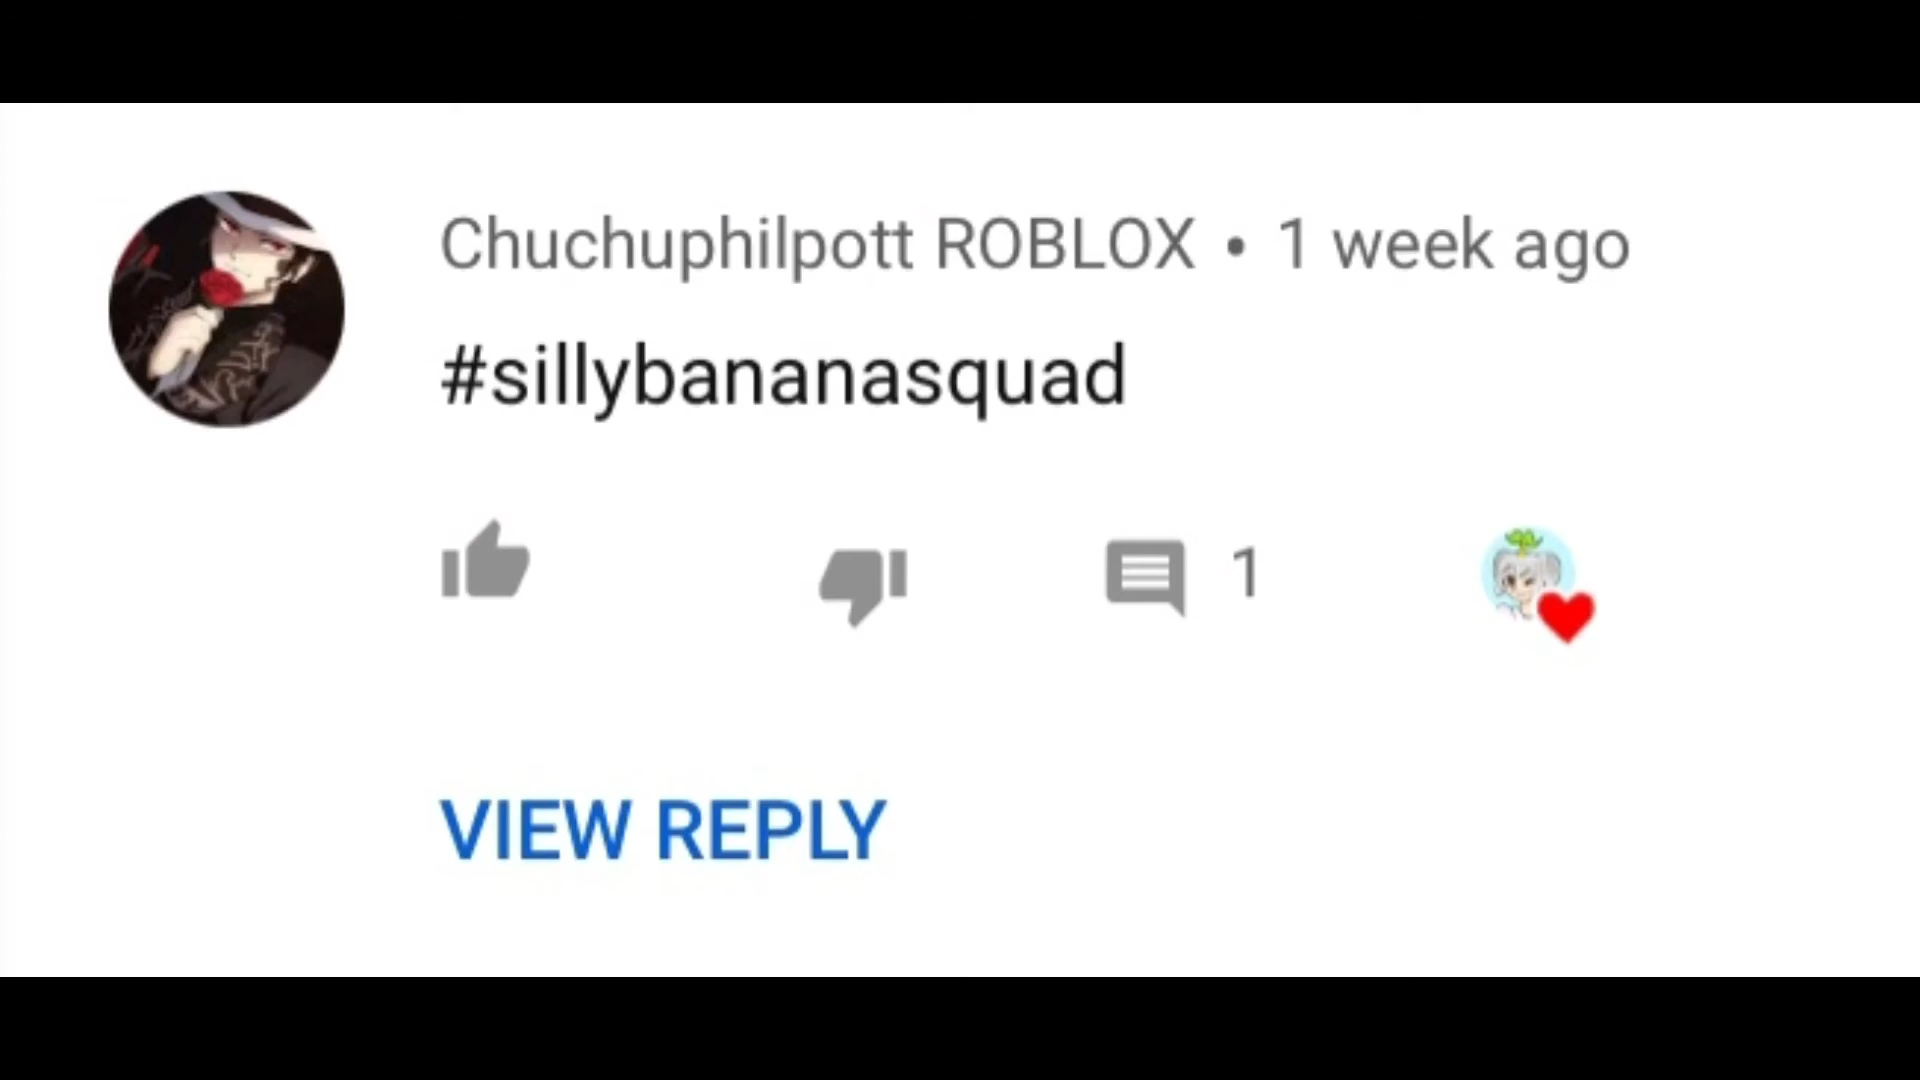 Chuchuphilpott ROBLOX • 1 week ago
#sillybananasquad
1
VIEW REPLY